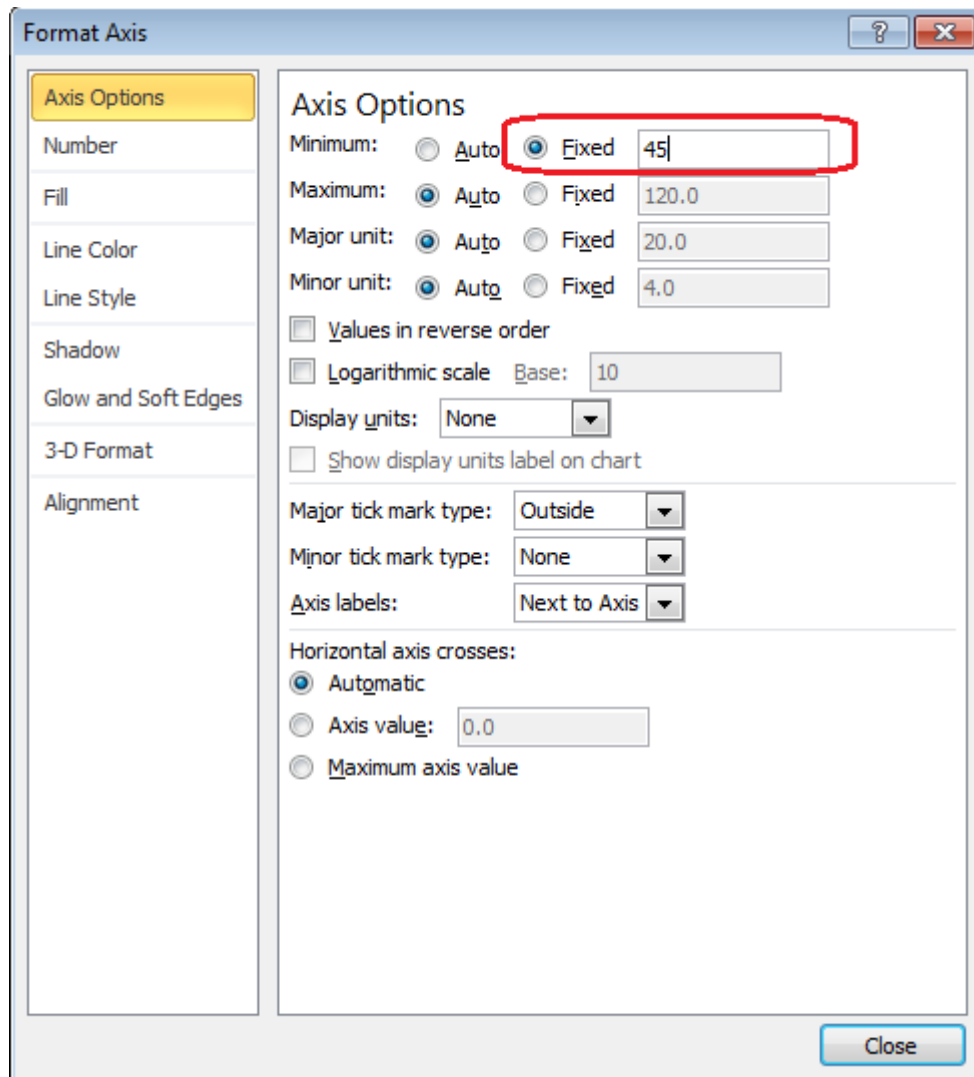 Format Axis
?
Axis Options
Number
Fill
Line Color
Line Style
Shadow
Glow and Soft Edges
3-D Format
Alignment
Axis Options
Minimum: Auto Fixed 45
Maximum: Auto Fixed 120.0
Major unit: Auto Fixed 20.0
Minor unit: Auto Fixed 4.0
Values in reverse order
Logarithmic scale Base: 10
Display units: None
Show display units label on chart
Major tick mark type: Outside
Minor tick mark type: None
Axis labels: Next to Axis
Horizontal axis crosses:
Automatic
Axis value: 0.0
Maximum axis value
Close